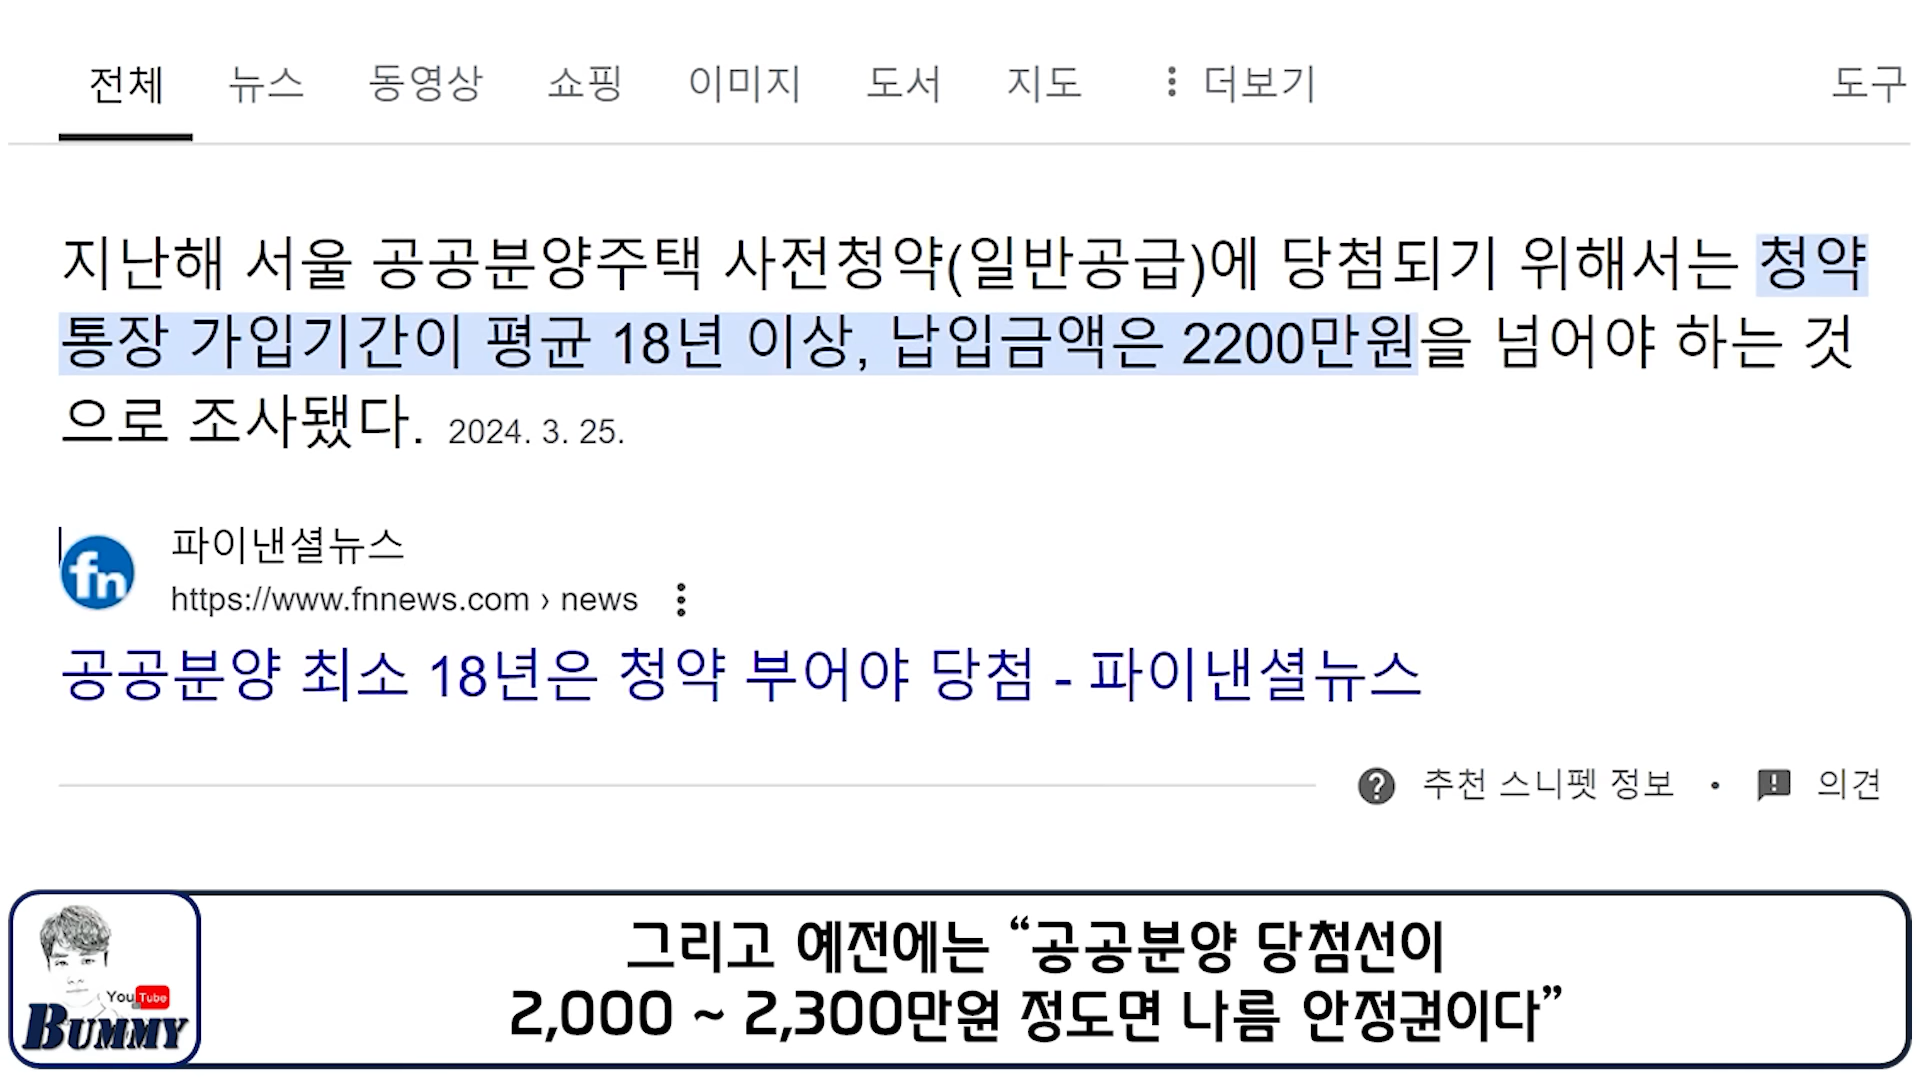 전체 뉴스 동영상 쇼핑 이미지 도서 지도 ⋮ 더보기 도구
지난해 서울 공공분양주택 사전청약(일반공급)에 당첨되기 위해서는 청약
통장 가입기간이 평균 18년 이상, 납입금액은 2200만원을 넘어야 하는 것
으로 조사됐다. 2024. 3. 25.
fn
파이낸셜뉴스
https://www.fnnews.com › news
공공분양 최소 18년은 청약 부어야 당첨 - 파이낸셜뉴스
추천 스니펫 정보 • 의견
그리고 예전에는 “공공분양 당첨선이
2,000 ~ 2,300만원 정도면 나름 안정권이다”
YouTube
BUMMY